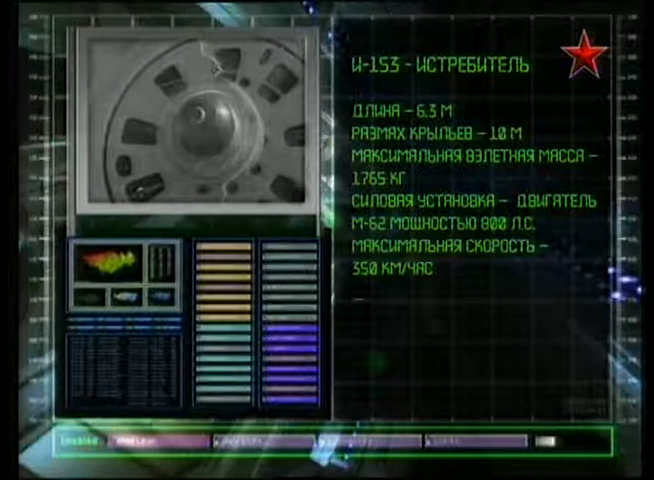 И-153 - ИСТРЕБИТЕЛЬ
ДЛИНА - 6.3 М
РАЗМАХ КРЫЛЬЕВ - 10 М
МАКСИМАЛЬНАЯ ВЗЛЕТНАЯ МАССА -
1765 КГ
СИЛОВАЯ УСТАНОВКА - ДВИГАТЕЛЬ
М-62 МОЩНОСТЬЮ 800 Л.С.
МАКСИМАЛЬНАЯ СКОРОСТЬ -
350 КМ/ЧАС